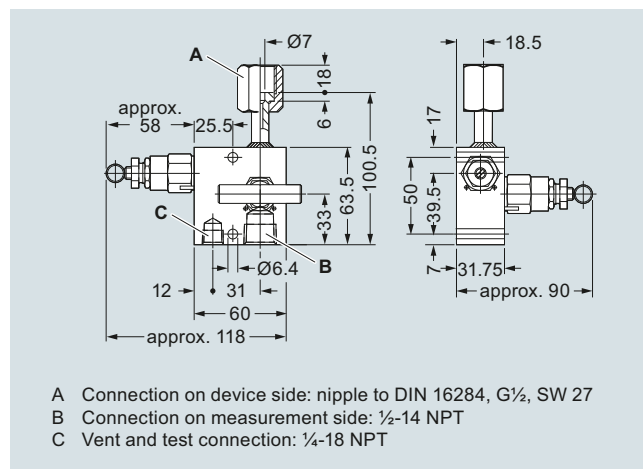 A
Ø7
18
6
approx.
58
25.5
100.5
63.5
33
C
B
Ø6.4
12
31
60
approx. 118
18.5
17
50
39.5
7
31.75
approx. 90
A Connection on device side: nipple to DIN 16284, G½, SW 27
B Connection on measurement side: ½-14 NPT
C Vent and test connection: ¼-18 NPT